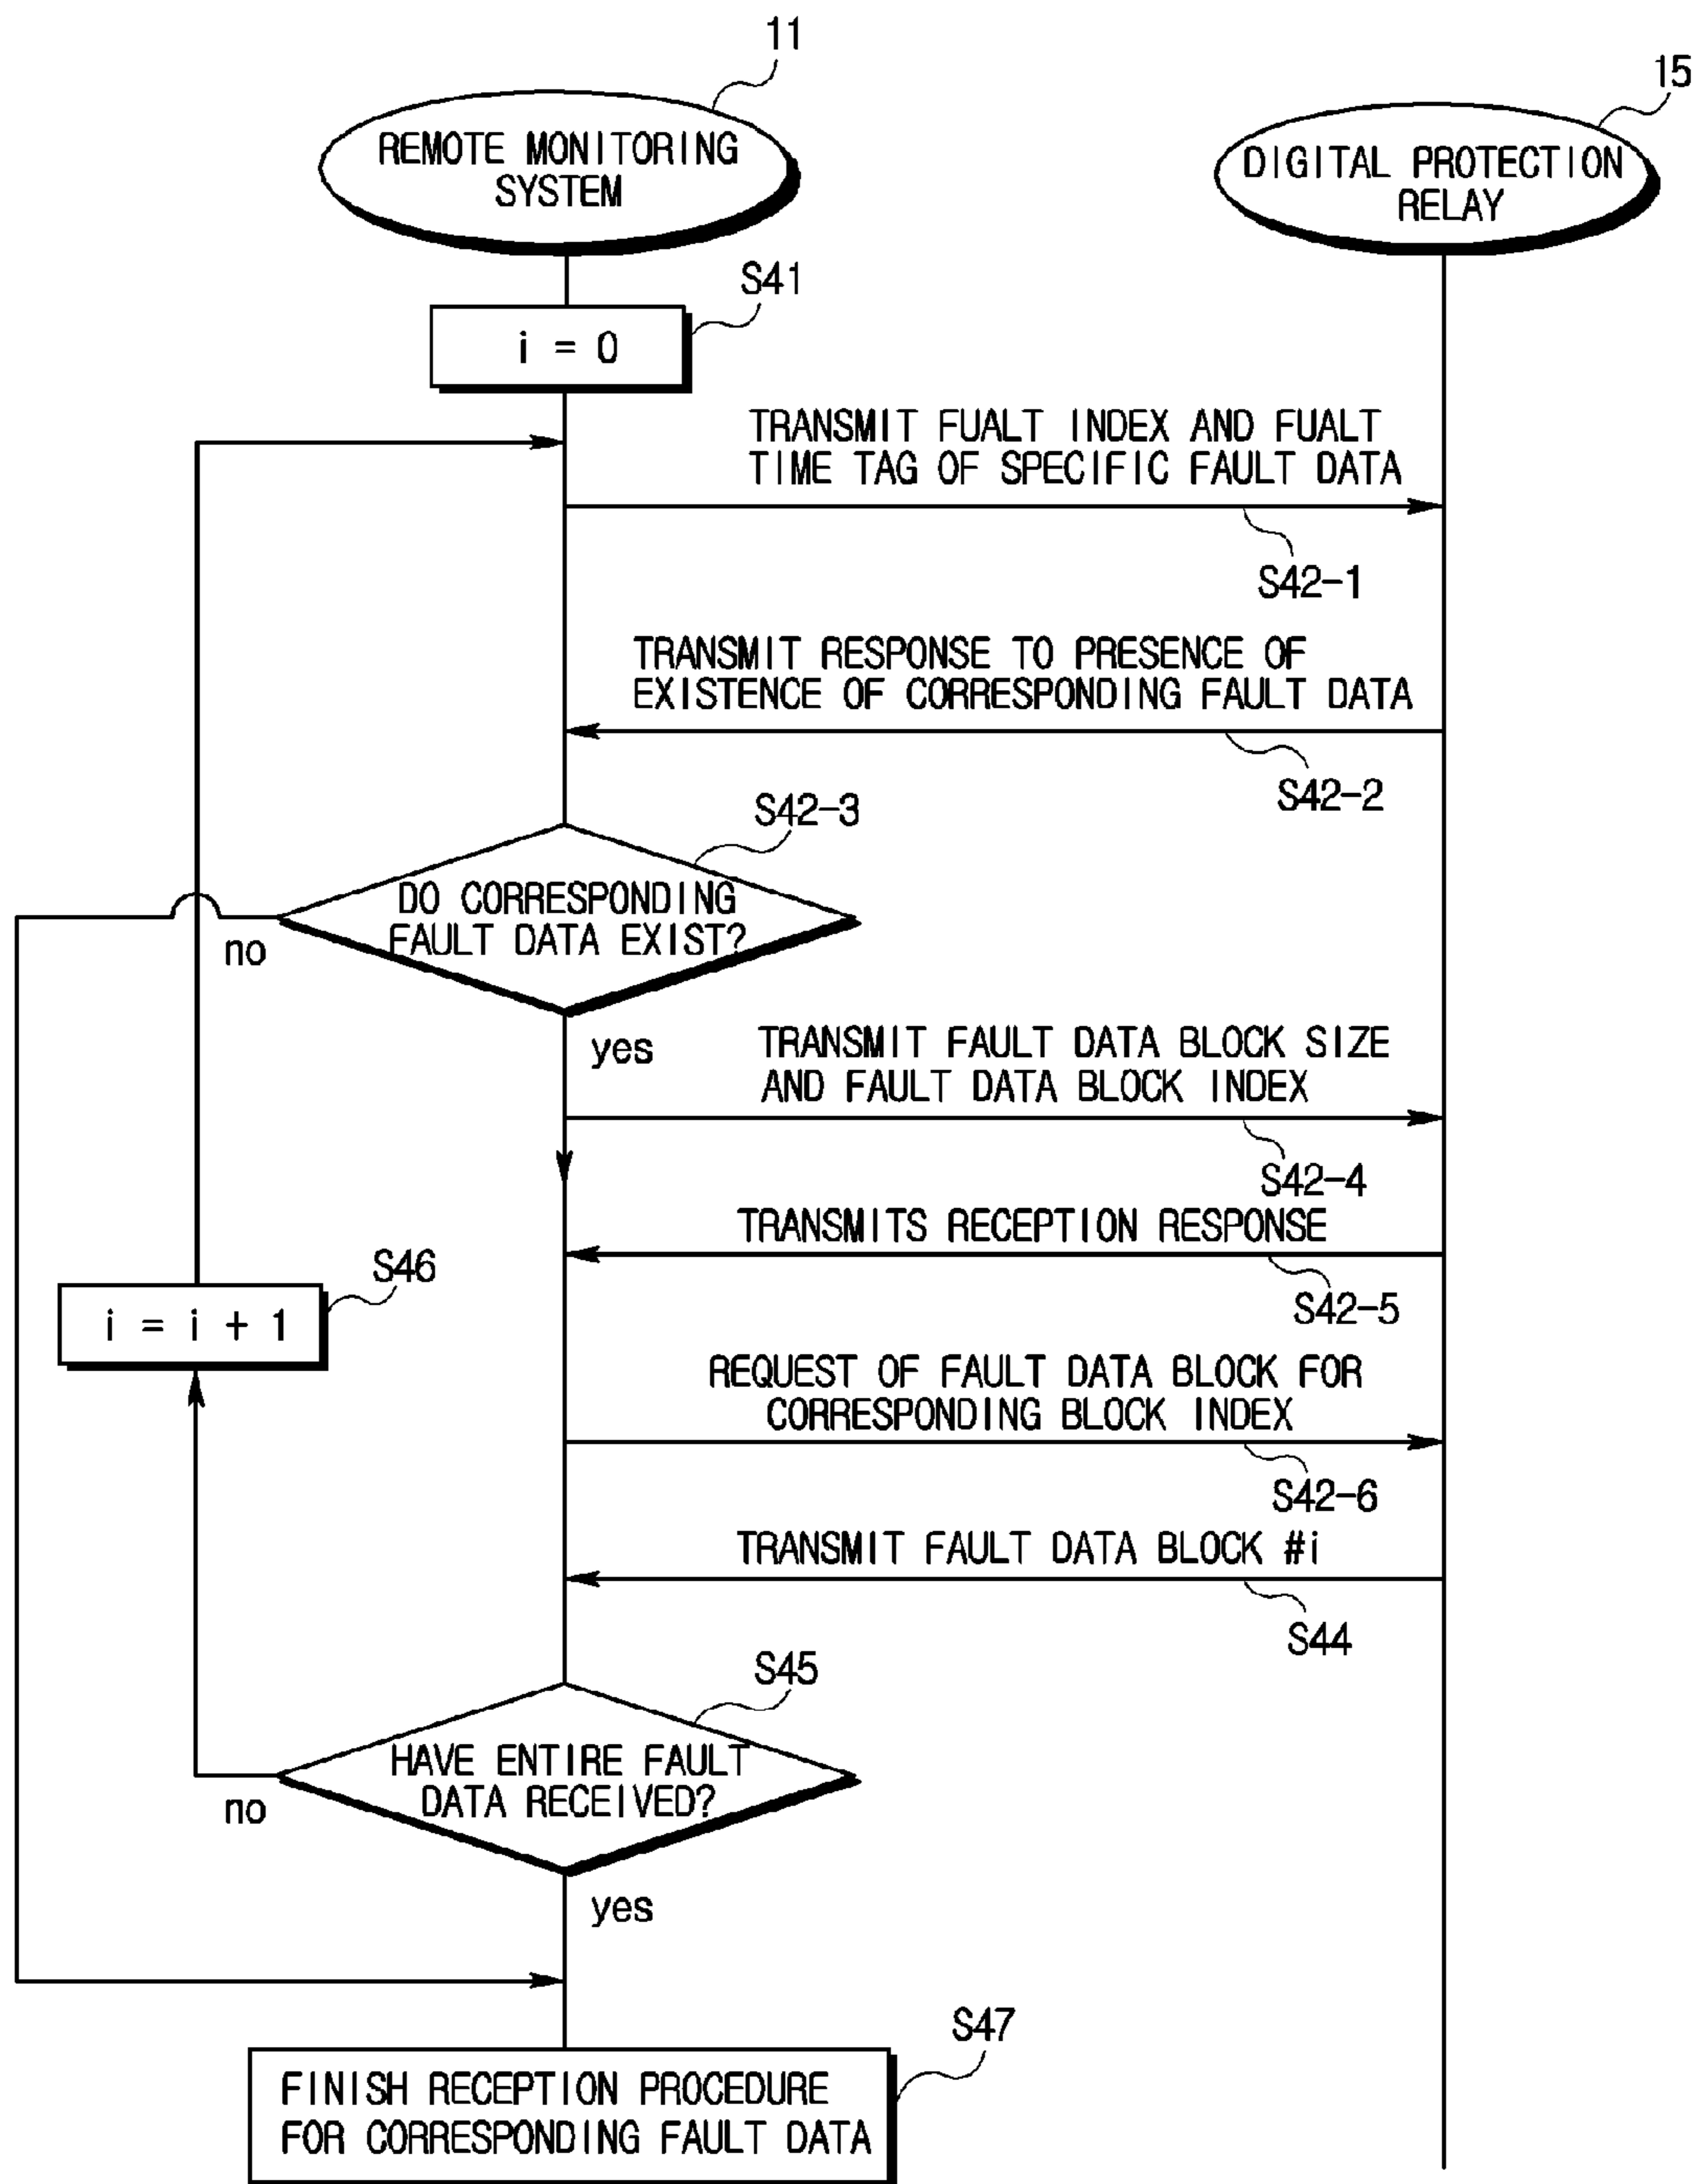 11
15
REMOTE MONITORING
SYSTEM
DIGITAL PROTECTION
RELAY
S41
i = 0
TRANSMIT FUALT INDEX AND FUALT
TIME TAG OF SPECIFIC FAULT DATA
S42-1
TRANSMIT RESPONSE TO PRESENCE OF
EXISTENCE OF CORRESPONDING FAULT DATA
S42-2
S42-3
DO CORRESPONDING
FAULT DATA EXIST?
no
yes
TRANSMIT FAULT DATA BLOCK SIZE
AND FAULT DATA BLOCK INDEX
S42-4
TRANSMITS RECEPTION RESPONSE
S42-5
S46
i = i + 1
REQUEST OF FAULT DATA BLOCK FOR
CORRESPONDING BLOCK INDEX
S42-6
TRANSMIT FAULT DATA BLOCK #i
S44
S45
HAVE ENTIRE FAULT
DATA RECEIVED?
no
yes
S47
FINISH RECEPTION PROCEDURE
FOR CORRESPONDING FAULT DATA